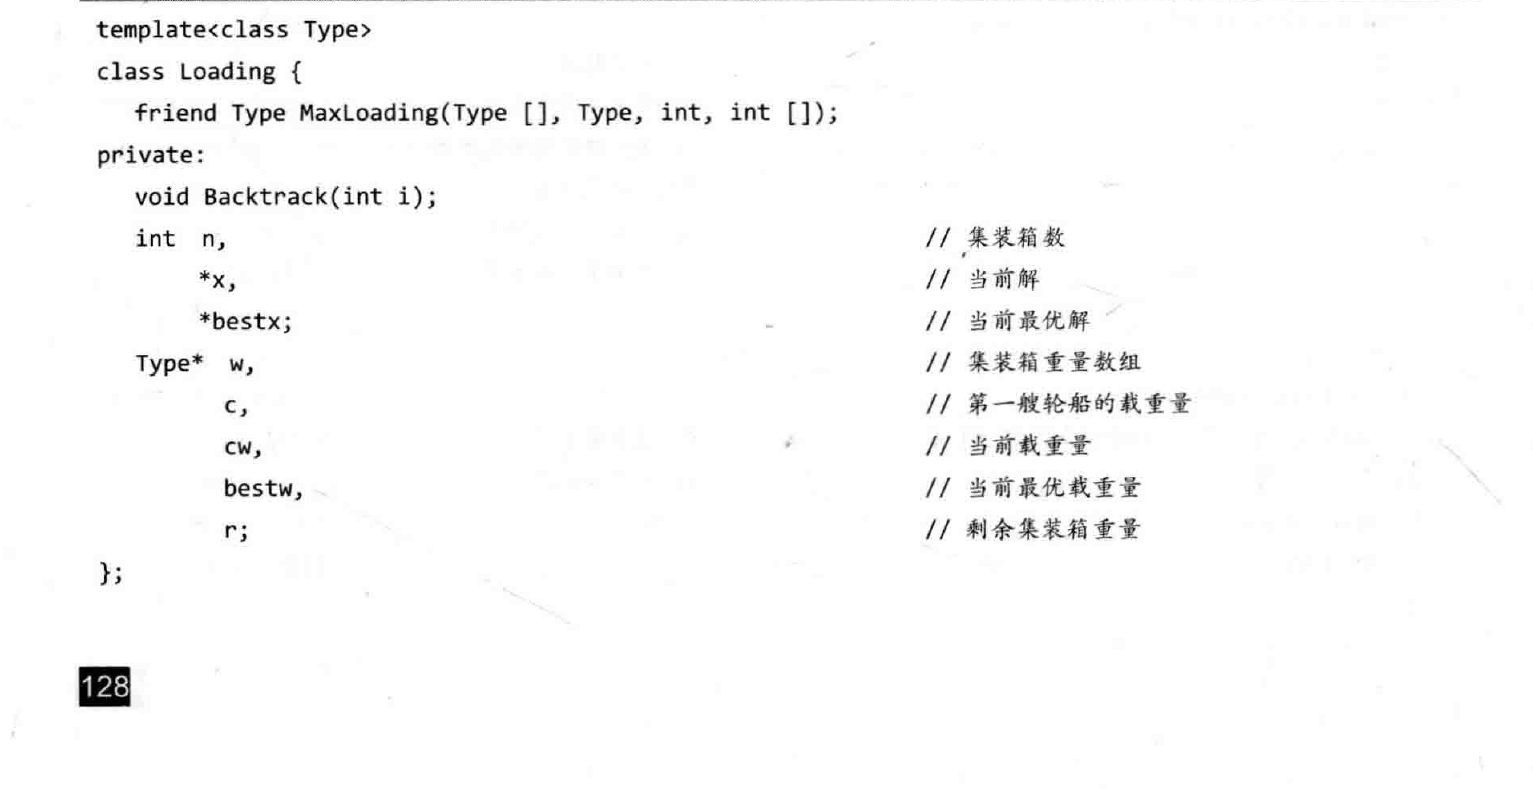 template<class Type>
class Loading {
friend Type MaxLoading(Type [], Type, int, int []);
private:
void Backtrack(int i);
int n, // 集装箱数
*x, // 当前解
*bestx; // 当前最优解
Type* w, // 集装箱重量数组
c, // 第一艘轮船的载重量
cw, // 当前载重量
bestw, // 当前最优载重量
r; // 剩余集装箱重量
};
128